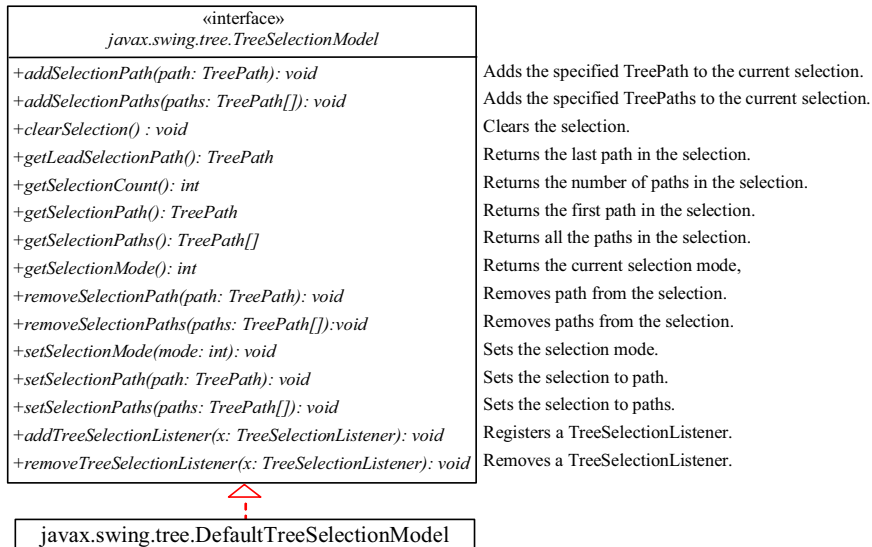 «interface»
javax.swing.tree.TreeSelectionModel
+addSelectionPath(path: TreePath): void Adds the specified TreePath to the current selection.
+addSelectionPaths(paths: TreePath[]): void Adds the specified TreePaths to the current selection.
+clearSelection() : void Clears the selection.
+getLeadSelectionPath(): TreePath Returns the last path in the selection.
+getSelectionCount(): int Returns the number of paths in the selection.
+getSelectionPath(): TreePath Returns the first path in the selection.
+getSelectionPaths(): TreePath[] Returns all the paths in the selection.
+getSelectionMode(): int Returns the current selection mode,
+removeSelectionPath(path: TreePath): void Removes path from the selection.
+removeSelectionPaths(paths: TreePath[]):void Removes paths from the selection.
+setSelectionMode(mode: int): void Sets the selection mode.
+setSelectionPath(path: TreePath): void Sets the selection to path.
+setSelectionPaths(paths: TreePath[]): void Sets the selection to paths.
+addTreeSelectionListener(x: TreeSelectionListener): void Registers a TreeSelectionListener.
+removeTreeSelectionListener(x: TreeSelectionListener): void Removes a TreeSelectionListener.
javax.swing.tree.DefaultTreeSelectionModel